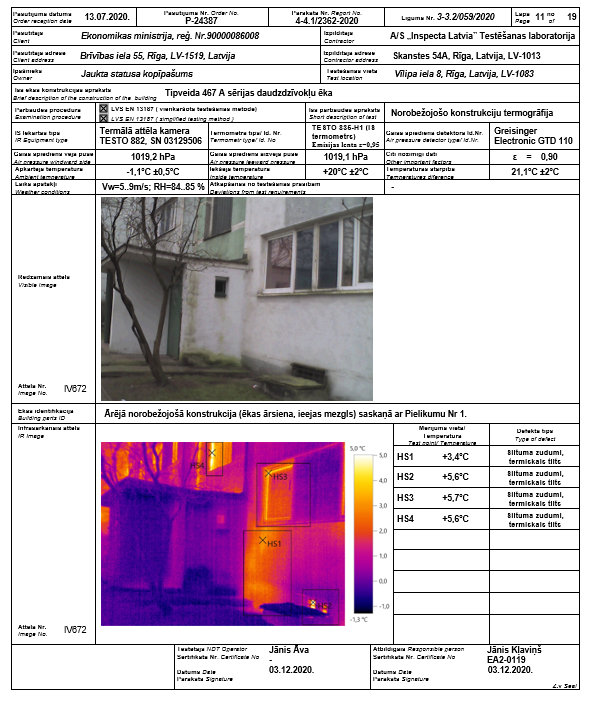 Pasūtījuma datums
Order reception date
13.07.2020.
Pasūtījuma Nr. Order No.
P-24387
Parakata Nr. Report No.
4-4.1/2362-2020
Līguma Nr. 3-3.2/059/2020
Lapa 11 no 19
Page of
Pasūtītājs
Client
Ekonomikas ministrija, reģ. Nr.90000086008
Izpildītājs
Contractor
A/S „Inspecta Latvia” Testēšanas laboratorija
Pasūtītāja adrese
Client address
Brīvības iela 55, Rīga, LV-1519, Latvija
Izpildītāja adrese
Contractor address
Skanstes 54A, Rīga, LV-1013
Īpašnieks
Owner
Jaukta statusa kopīpašums
Testēšanas vieta
Test location
Vīlipa iela 8, Rīga, LV-1083
Īss ēkas konstrukcijas apraksts
Brief description of the construction of the building
Tipveida 467 A sērijas daudzdzīvokļu ēka
Pārbaudes procedūra
Examination procedure
LVS EN 13187 ( vienkāršota testēšanas metode)
LVS EN 13187 ( simplified testing method )
Īss pārbaudes apraksts
Short description of test
Norobežojošo konstrukciju termogrāfija
IS iekārtas tips
IR Equipment type
Termālā attēla kamera
TESTO 882, SN 03129506
Termometra tips/ Id. Nr.
Termometr type/ Id. No
TESTO 835-H1 (IS
termometrs)
Emisijas lente ε=0,95
Gaisa spiediena detektora Id.Nr.
Air pressure detector type/ Id.Nr.
Greisinger
Electronic GTD 110
Gaisa spiediens vēja pusē
Air pressure windward side
1019,2 hPa
Gaisa spiediens aizvēja pusē
Air pressure leeward pressure
1019,1 hPa
Citi nozīmīgi dati
Other important factors
ε = 0,90
Apkārtējā temperatūra
Ambient temperature
-1,1°C ±0,5°C
Iekšējā temperatūra
Inside temperature
+20°C ±2°C
Temperatūras starpība
Temperatures diference
21,1°C ±2°C
Laika apstākļi
Weather conditions
Vw=5..9m/s; RH=84..85 %
Atkāpšanās no testēšanas prasībām
Deviations from test requirements
-
Redzamais attēls
Visible image
Attēla Nr.
Image No.
IV672
Ēkas identifikācija
Building parts ID
Ārējā norobežojošā konstrukcija (ēkas ārsiena, ieejas mezgls) saskaņā ar Pielikumu Nr 1.
Infrasarkanais attēls
IR image
Mērījuma vieta/
Temperatūra
Test point/ Temperature
Defekta tips
Type of defect
HS1 +3,4°C Siltuma zudumi, termiskais tilts
HS2 +5,6°C Siltuma zudumi, termiskais tilts
HS3 +5,7°C Siltuma zudumi, termiskais tilts
HS4 +5,6°C Siltuma zudumi, termiskais tilts
HS4
HS3
HS1
5,0 °C
5,0
4,0
3,0
2,0
1,0
0,0
-1,0
-1,3 °C
Attēla Nr.
Image No.
IV672
Testētājs NDT Operator
Sertifikāta Nr. Certificate No
Jānis Āva
-
Datums Date
Paraksts Signature
03.12.2020.
Atbildīgais Responsible person
Sertifikāta Nr. Certificate No
Jānis Kļaviņš
EA2-0119
Datums Date
Paraksts Signature
03.12.2020.
Z.v. Seal